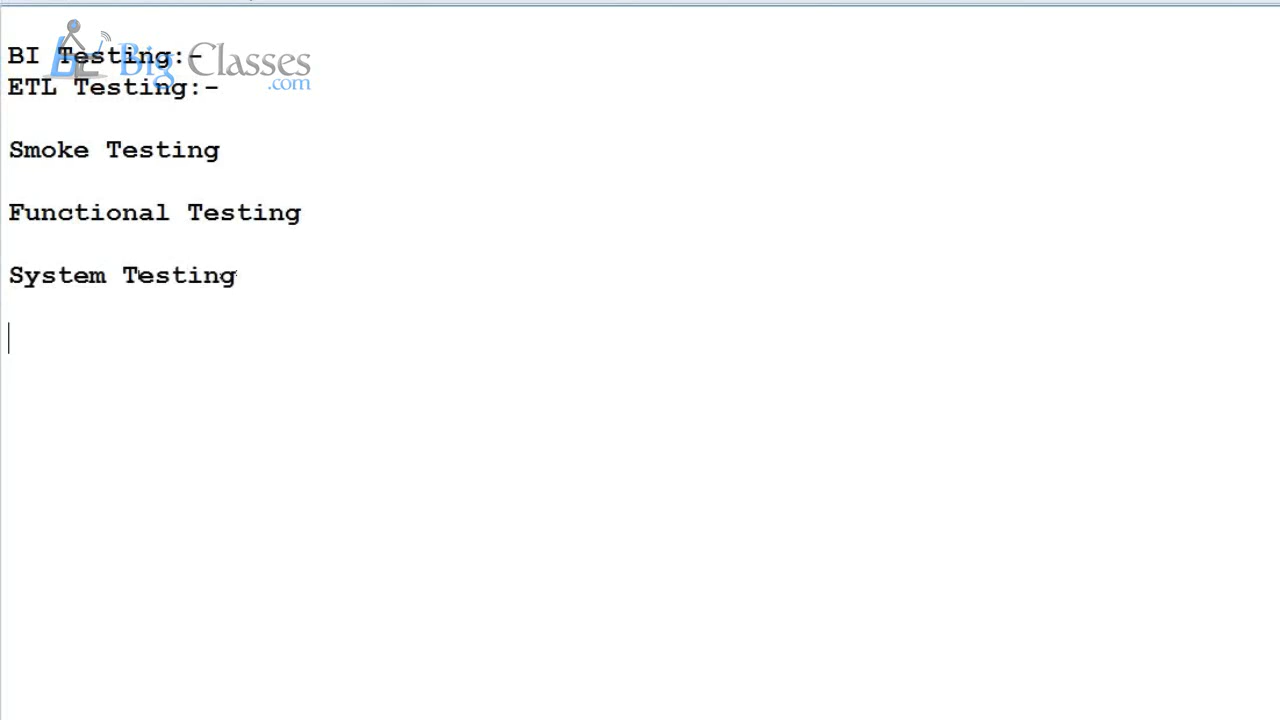 BI Testing:-
Big Classes
.com
ETL Testing:-
Smoke Testing
Functional Testing
System Testing